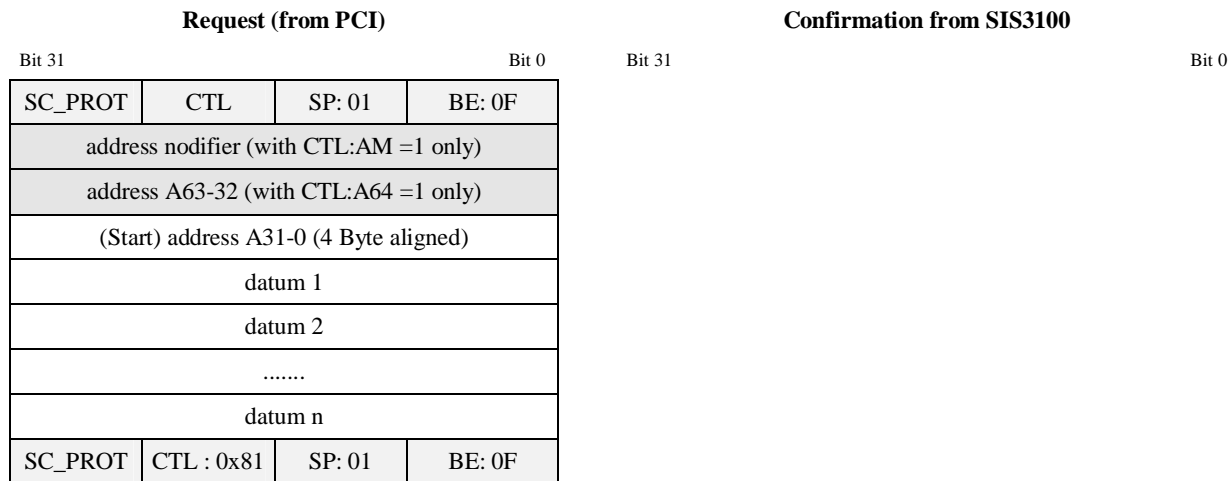 Request (from PCI) Confirmation from SIS3100
Bit 31 Bit 0 Bit 31 Bit 0
SC_PROT CTL SP: 01 BE: 0F
address nodifier (with CTL:AM =1 only)
address A63-32 (with CTL:A64 =1 only)
(Start) address A31-0 (4 Byte aligned)
datum 1
datum 2
.......
datum n
SC_PROT CTL : 0x81 SP: 01 BE: 0F